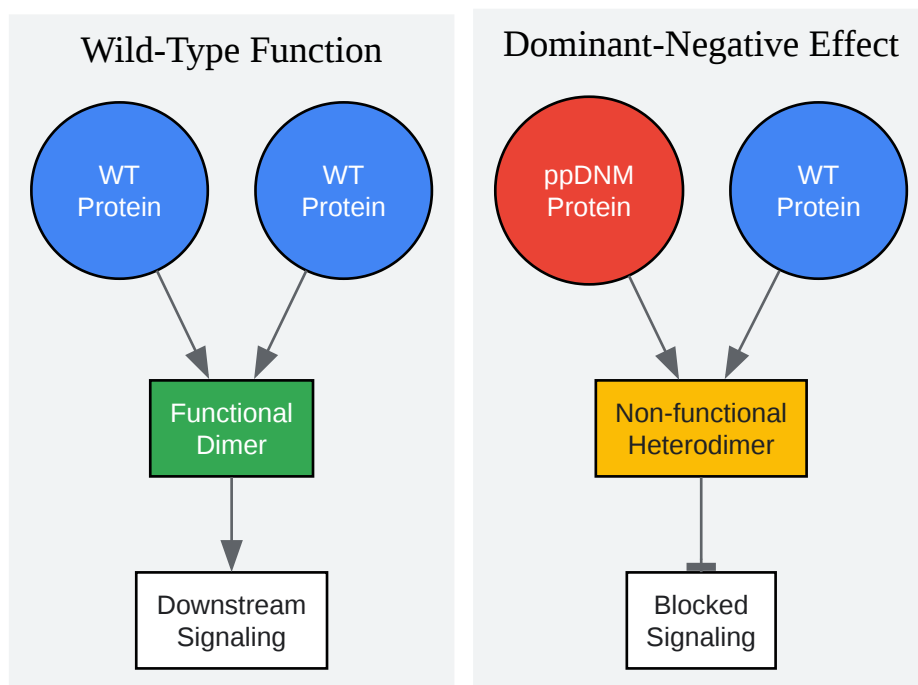 Wild-Type Function
WT
Protein
WT
Protein
Functional
Dimer
Downstream
Signaling
Dominant-Negative Effect
ppDNM
Protein
WT
Protein
Non-functional
Heterodimer
Blocked
Signaling